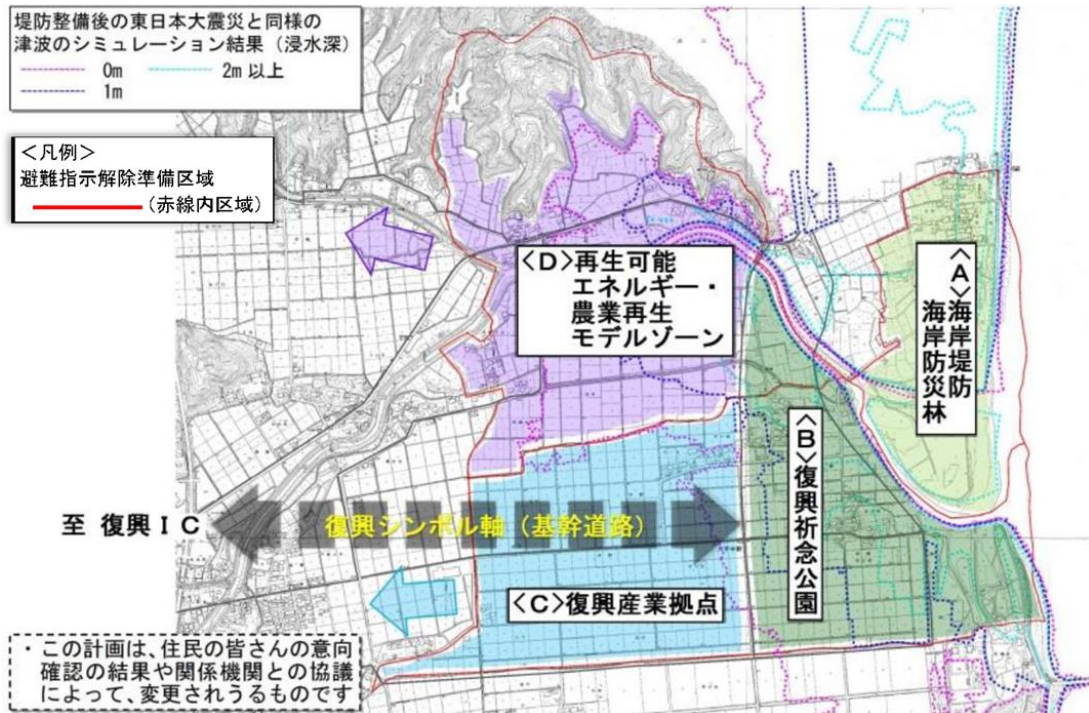 堤防整備後の東日本大震災と同様の
津波のシミュレーション結果（浸水深）
0m
2m 以上
1m
＜凡例＞
避難指示解除準備区域
（赤線内区域）
＜D＞再生可能
エネルギー・
農業再生
モデルゾーン
＜A＞海岸堤防
海岸防災林
＜B＞復興祈念公園
至 復興ＩＣ
復興シンボル軸（基幹道路）
＜C＞復興産業拠点
・この計画は、住民の皆さんの意向
確認の結果や関係機関との協議
によって、変更されうるものです